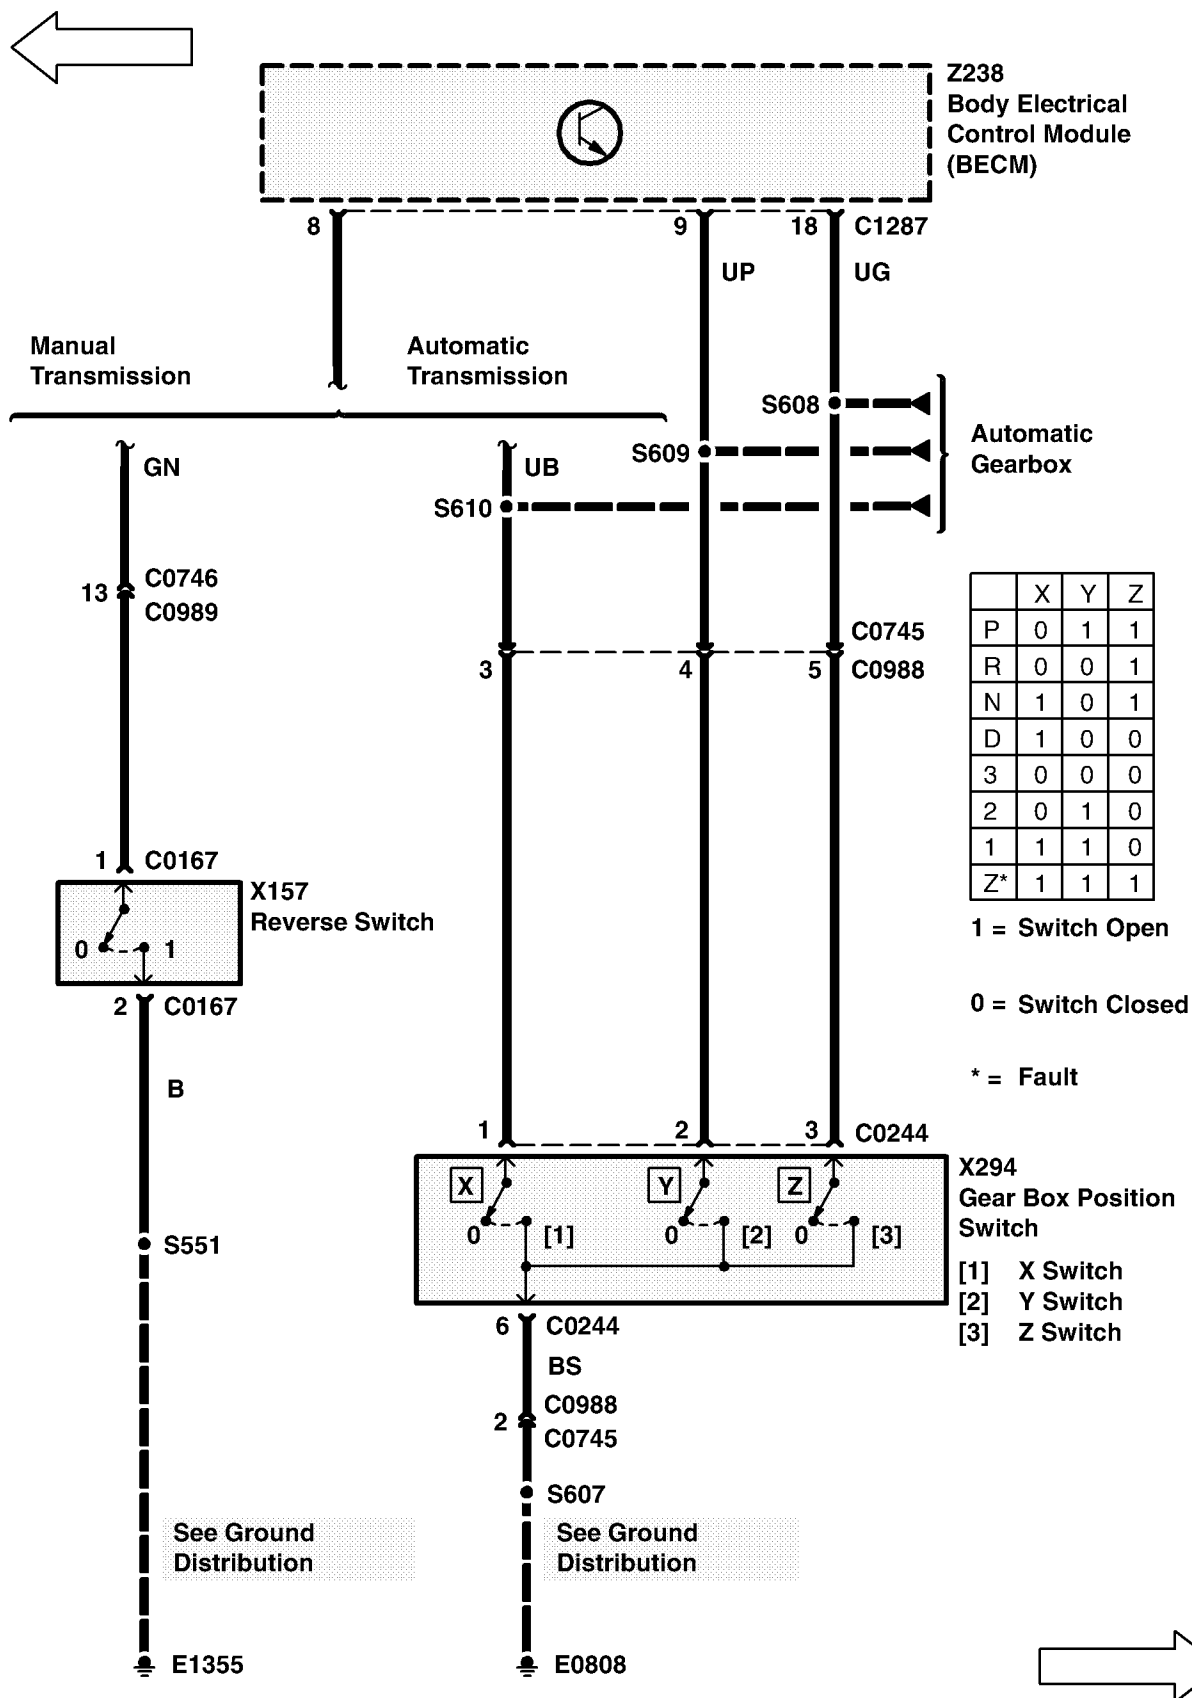 Z238
Body Electrical
Control Module
(BECM)
8
9
18
C1287
UP
UG
Manual
Transmission
Automatic
Transmission
S608
S609
S610
Automatic
Gearbox
GN
UB
13
C0746
C0989
C0745
3
4
5
C0988
X Y Z
P 0 1 1
R 0 0 1
N 1 0 1
D 1 0 0
3 0 0 0
2 0 1 0
1 1 1 0
Z* 1 1 1
1 = Switch Open
0 = Switch Closed
* = Fault
1
C0167
X157
Reverse Switch
0
1
2
C0167
B
1
2
3
C0244
X294
Gear Box Position
Switch
X
Y
Z
0
[1]
0
[2]
0
[3]
[1] X Switch
[2] Y Switch
[3] Z Switch
S551
6
C0244
BS
C0988
2
C0745
S607
See Ground
Distribution
See Ground
Distribution
E1355
E0808